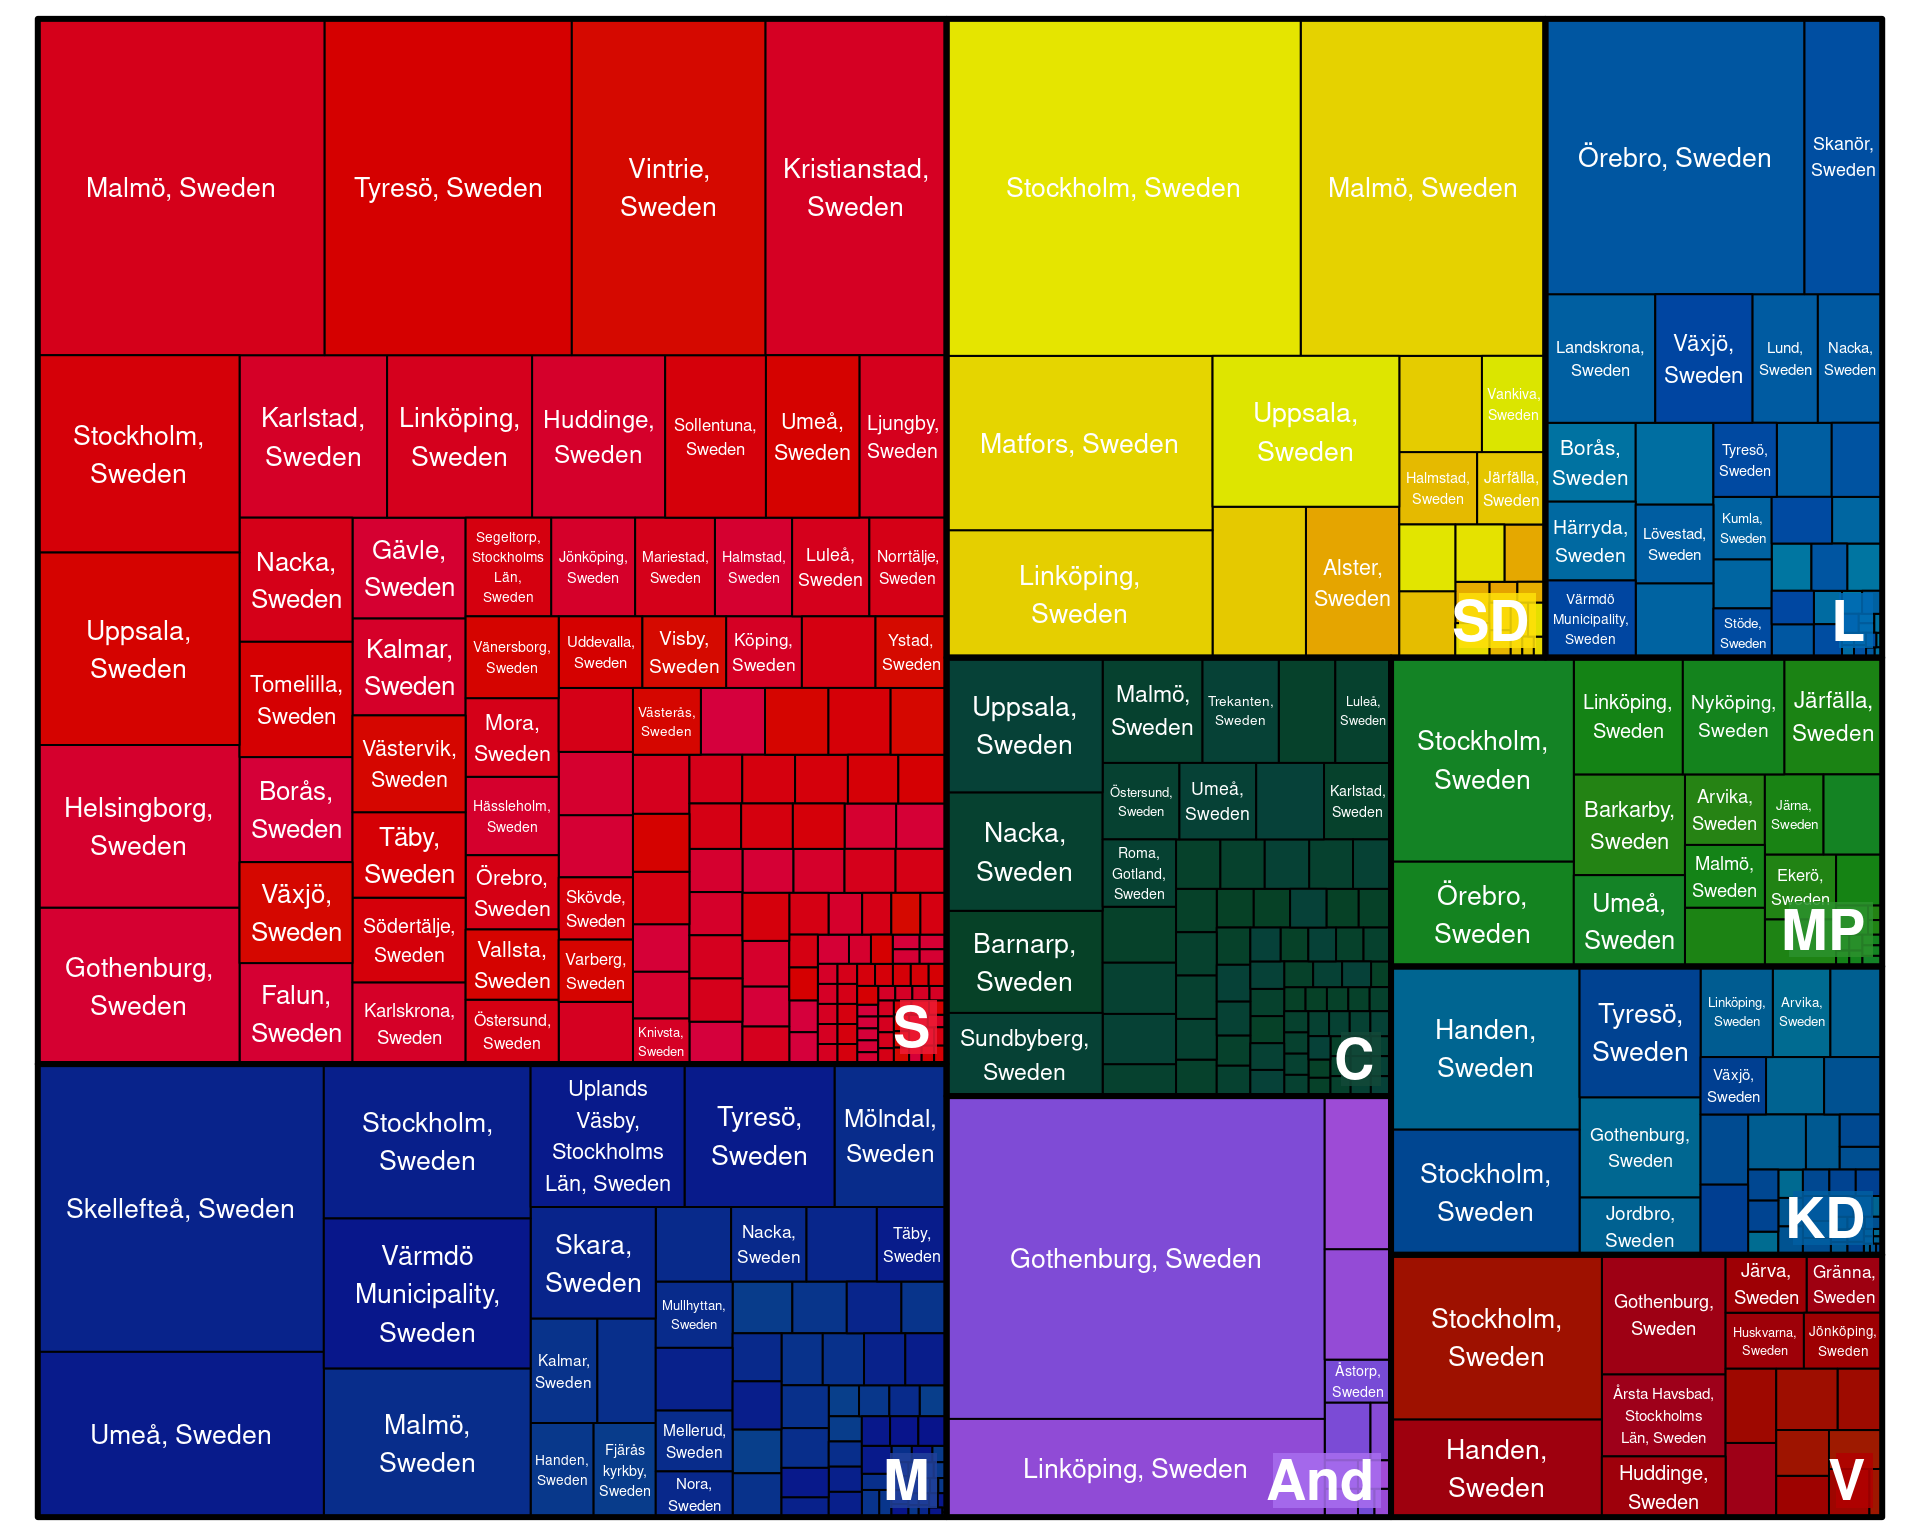 Malmö, Sweden
Tyresö, Sweden
Vintrie,
Sweden
Kristianstad,
Sweden
Stockholm,
Sweden
Karlstad,
Sweden
Linköping,
Sweden
Huddinge,
Sweden
Sollentuna,
Sweden
Umeå,
Sweden
Ljungby,
Sweden
Uppsala,
Sweden
Helsingborg,
Sweden
Gothenburg,
Sweden
Nacka,
Sweden
Tomelilla,
Sweden
Borås,
Sweden
Växjö,
Sweden
Falun,
Sweden
Gävle,
Sweden
Kalmar,
Sweden
Västervik,
Sweden
Täby,
Sweden
Södertälje,
Sweden
Karlskrona,
Sweden
Segeltorp,
Stockholms
Län,
Sweden
Jönköping,
Sweden
Mariestad,
Sweden
Halmstad,
Sweden
Luleå,
Sweden
Norrtälje,
Sweden
Vänersborg,
Sweden
Uddevalla,
Sweden
Visby,
Sweden
Köping,
Sweden
Ystad,
Sweden
Mora,
Sweden
Västerås,
Sweden
Hässleholm,
Sweden
Örebro,
Sweden
Skövde,
Sweden
Vallsta,
Sweden
Varberg,
Sweden
Östersund,
Sweden
Knivsta,
Sweden
S
Skellefteå, Sweden
Umeå, Sweden
Stockholm,
Sweden
Värmdö
Municipality,
Sweden
Malmö,
Sweden
Uplands
Väsby,
Stockholms
Län, Sweden
Tyresö,
Sweden
Mölndal,
Sweden
Skara,
Sweden
Nacka,
Sweden
Täby,
Sweden
Mullhyttan,
Sweden
Kalmar,
Sweden
Mellerud,
Sweden
Handen,
Sweden
Fjärås
kyrkby,
Sweden
Nora,
Sweden
M
Stockholm, Sweden
Malmö, Sweden
Matfors, Sweden
Uppsala,
Sweden
Vankiva,
Sweden
Halmstad,
Sweden
Järfälla,
Sweden
Linköping,
Sweden
Alster,
Sweden
SD
Örebro, Sweden
Skanör,
Sweden
Landskrona,
Sweden
Växjö,
Sweden
Lund,
Sweden
Nacka,
Sweden
Borås,
Sweden
Tyresö,
Sweden
Härryda,
Sweden
Lövestad,
Sweden
Kumla,
Sweden
Värmdö
Municipality,
Sweden
Stöde,
Sweden
L
Uppsala,
Sweden
Malmö,
Sweden
Trekanten,
Sweden
Luleå,
Sweden
Nacka,
Sweden
Östersund,
Sweden
Umeå,
Sweden
Karlstad,
Sweden
Roma,
Gotland,
Sweden
Barnarp,
Sweden
Sundbyberg,
Sweden
C
Gothenburg, Sweden
Linköping, Sweden
Åstorp,
Sweden
And
Stockholm,
Sweden
Örebro,
Sweden
Linköping,
Sweden
Nyköping,
Sweden
Järfälla,
Sweden
Barkarby,
Sweden
Arvika,
Sweden
Järna,
Sweden
Malmö,
Sweden
Umeå,
Sweden
Ekerö,
Sweden
MP
Handen,
Sweden
Stockholm,
Sweden
Tyresö,
Sweden
Linköping,
Sweden
Arvika,
Sweden
Växjö,
Sweden
Gothenburg,
Sweden
Jordbro,
Sweden
KD
Stockholm,
Sweden
Handen,
Sweden
Gothenburg,
Sweden
Järva,
Sweden
Gränna,
Sweden
Huskvarna,
Sweden
Jönköping,
Sweden
Årsta Havsbad,
Stockholms
Län, Sweden
Huddinge,
Sweden
V